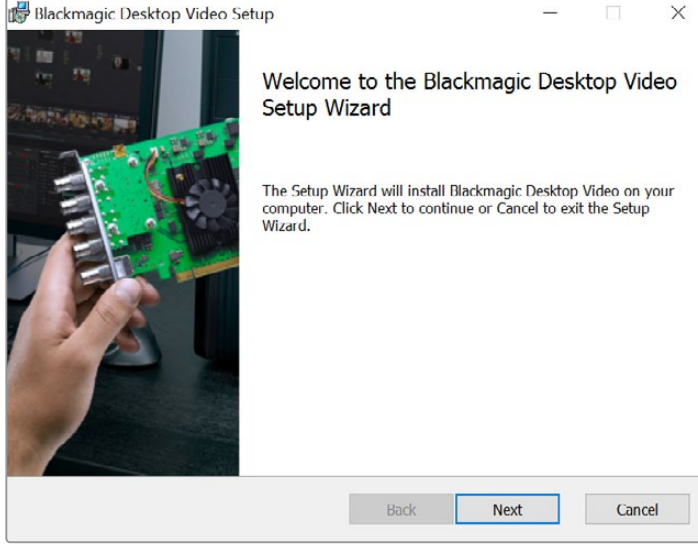 Blackmagic Desktop Video Setup
Welcome to the Blackmagic Desktop Video
Setup Wizard
The Setup Wizard will install Blackmagic Desktop Video on your
computer. Click Next to continue or Cancel to exit the Setup
Wizard.
Back Next Cancel